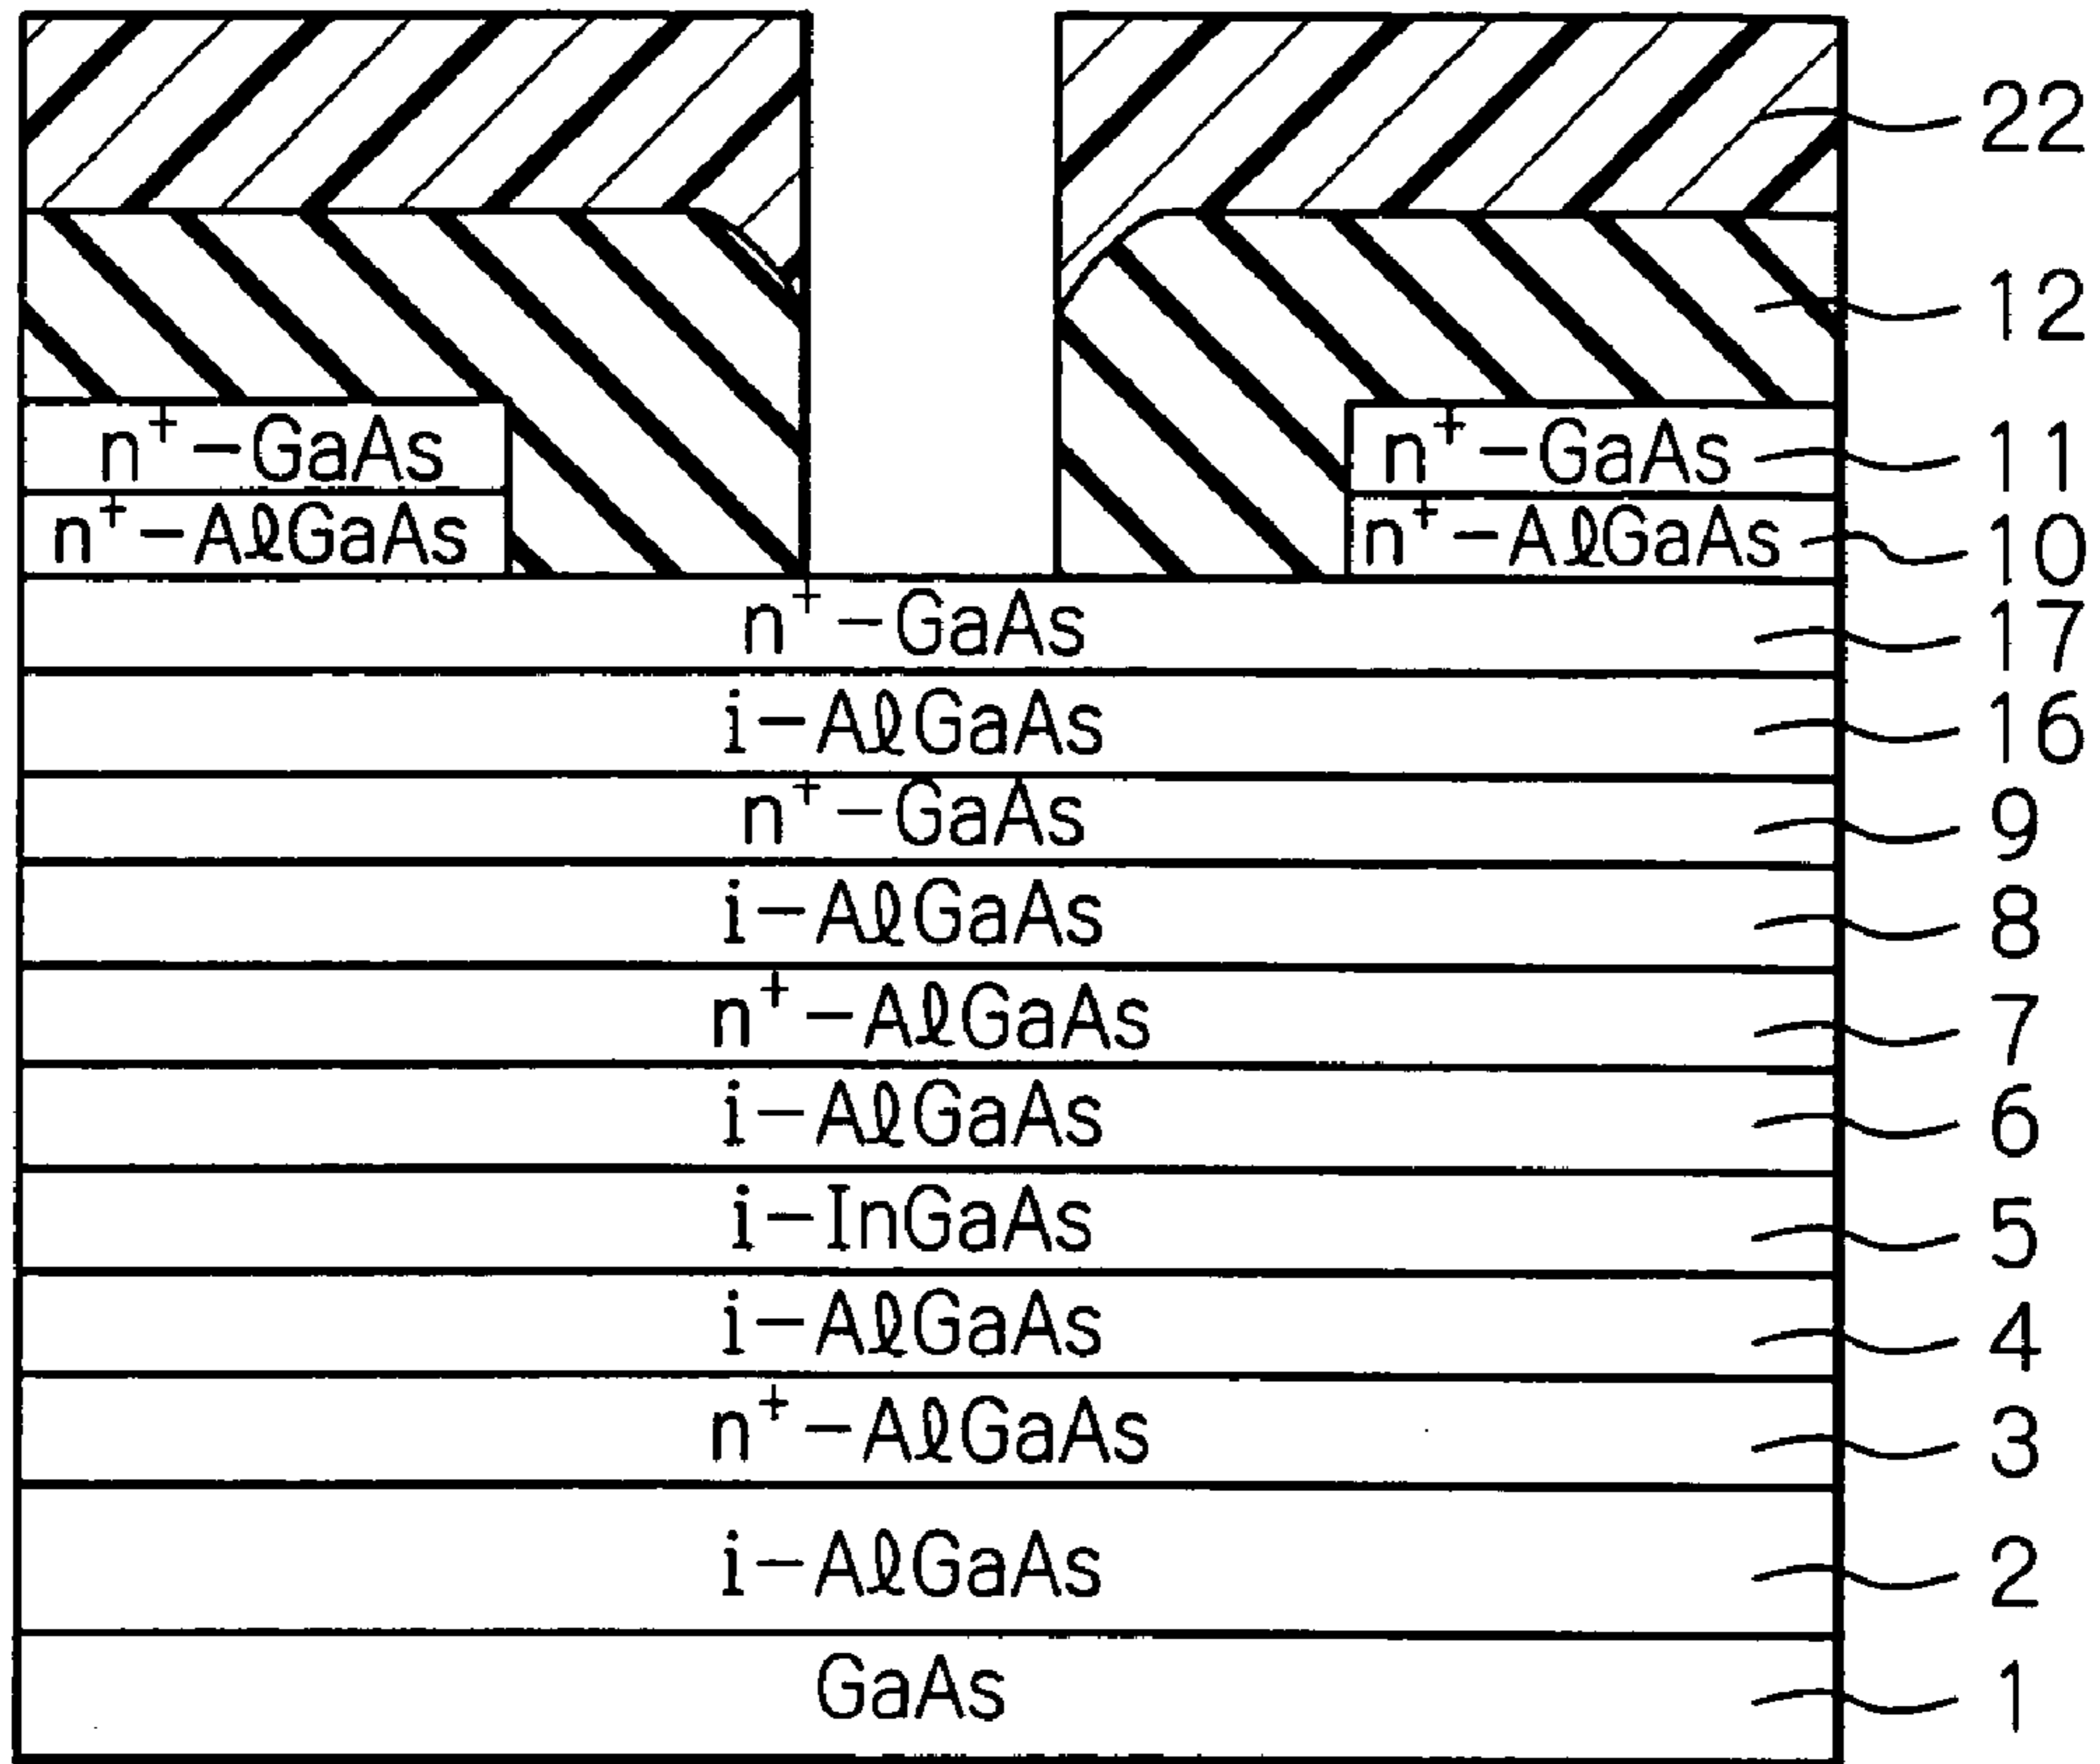 22
12
n⁺-GaAs n⁺-GaAs 11
n⁺-AℓGaAs n⁺-AℓGaAs 10
n⁺-GaAs 17
i-AℓGaAs 16
n⁺-GaAs 9
i-AℓGaAs 8
n⁺-AℓGaAs 7
i-AℓGaAs 6
i-InGaAs 5
i-AℓGaAs 4
n⁺-AℓGaAs 3
i-AℓGaAs 2
GaAs 1